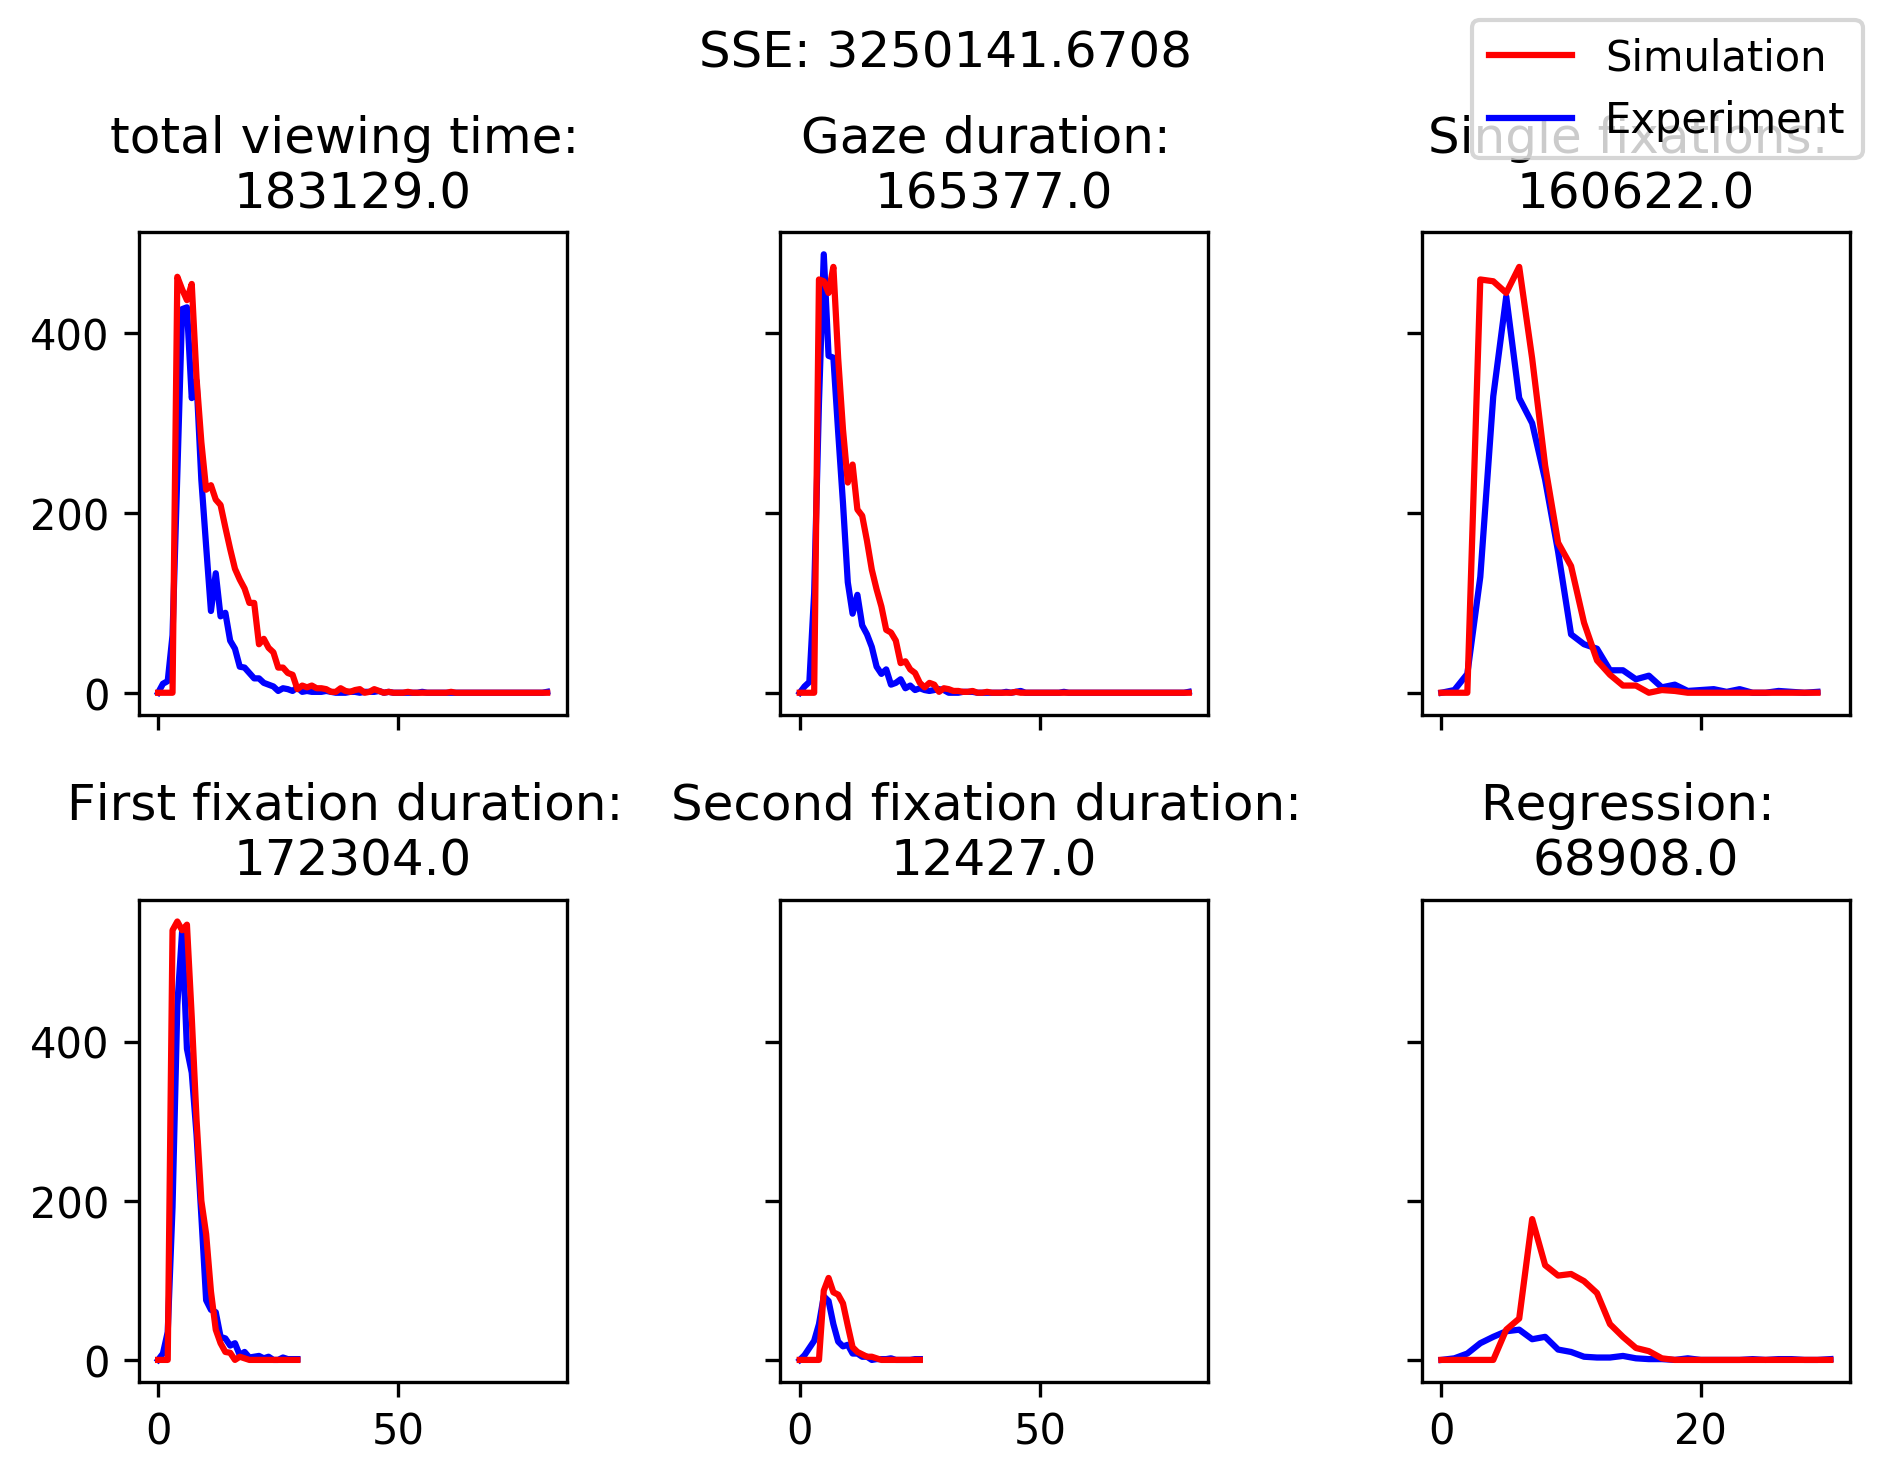 SSE: 3250141.6708
Simulation
Experiment
total viewing time:
183129.0
Gaze duration:
165377.0
Single fixations:
160622.0
400
200
0
First fixation duration:
172304.0
Second fixation duration:
12427.0
Regression:
68908.0
400
200
0
0
50
0
50
0
20